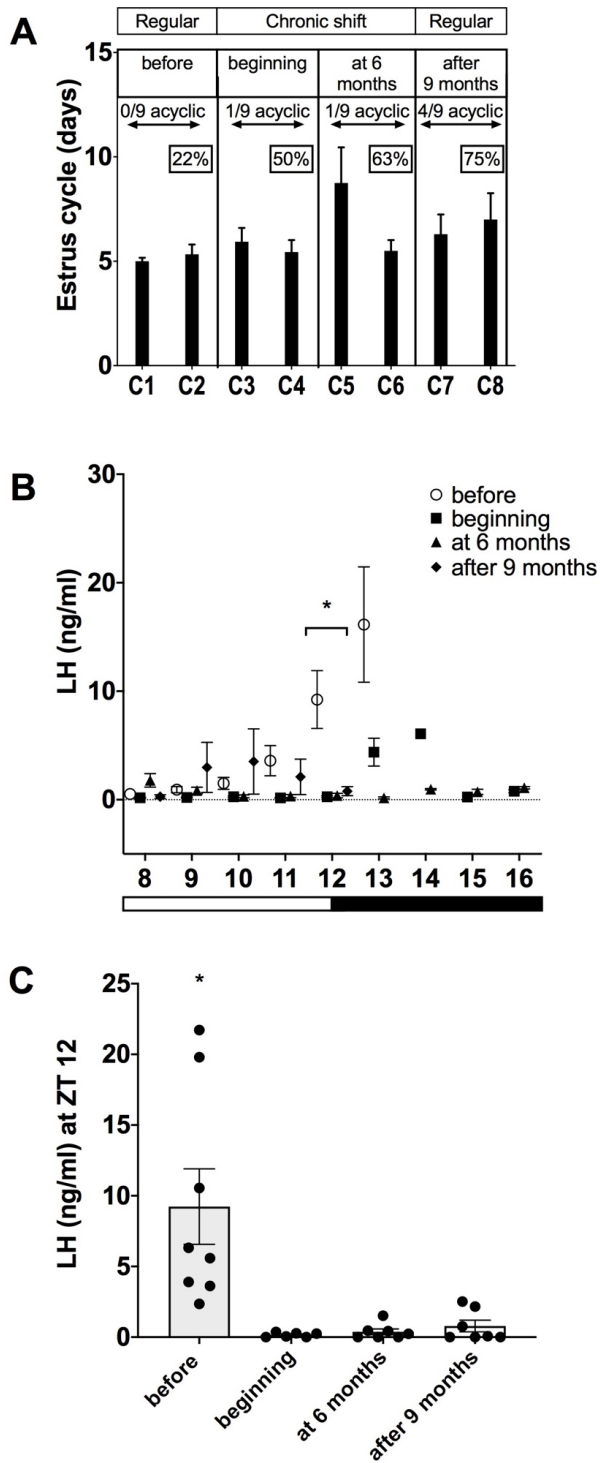 A
Regular Chronic shift Regular
before beginning at 6 months after 9 months
0/9 acyclic 1/9 acyclic 1/9 acyclic 4/9 acyclic
22% 50% 63% 75%
Estrus cycle (days)
15
10
5
0
C1 C2 C3 C4 C5 C6 C7 C8
B
before
beginning
at 6 months
after 9 months
LH (ng/ml)
30
20
10
0
*
8 9 10 11 12 13 14 15 16
C
LH (ng/ml) at ZT 12
25
20
15
10
5
0
*
before beginning at 6 months after 9 months